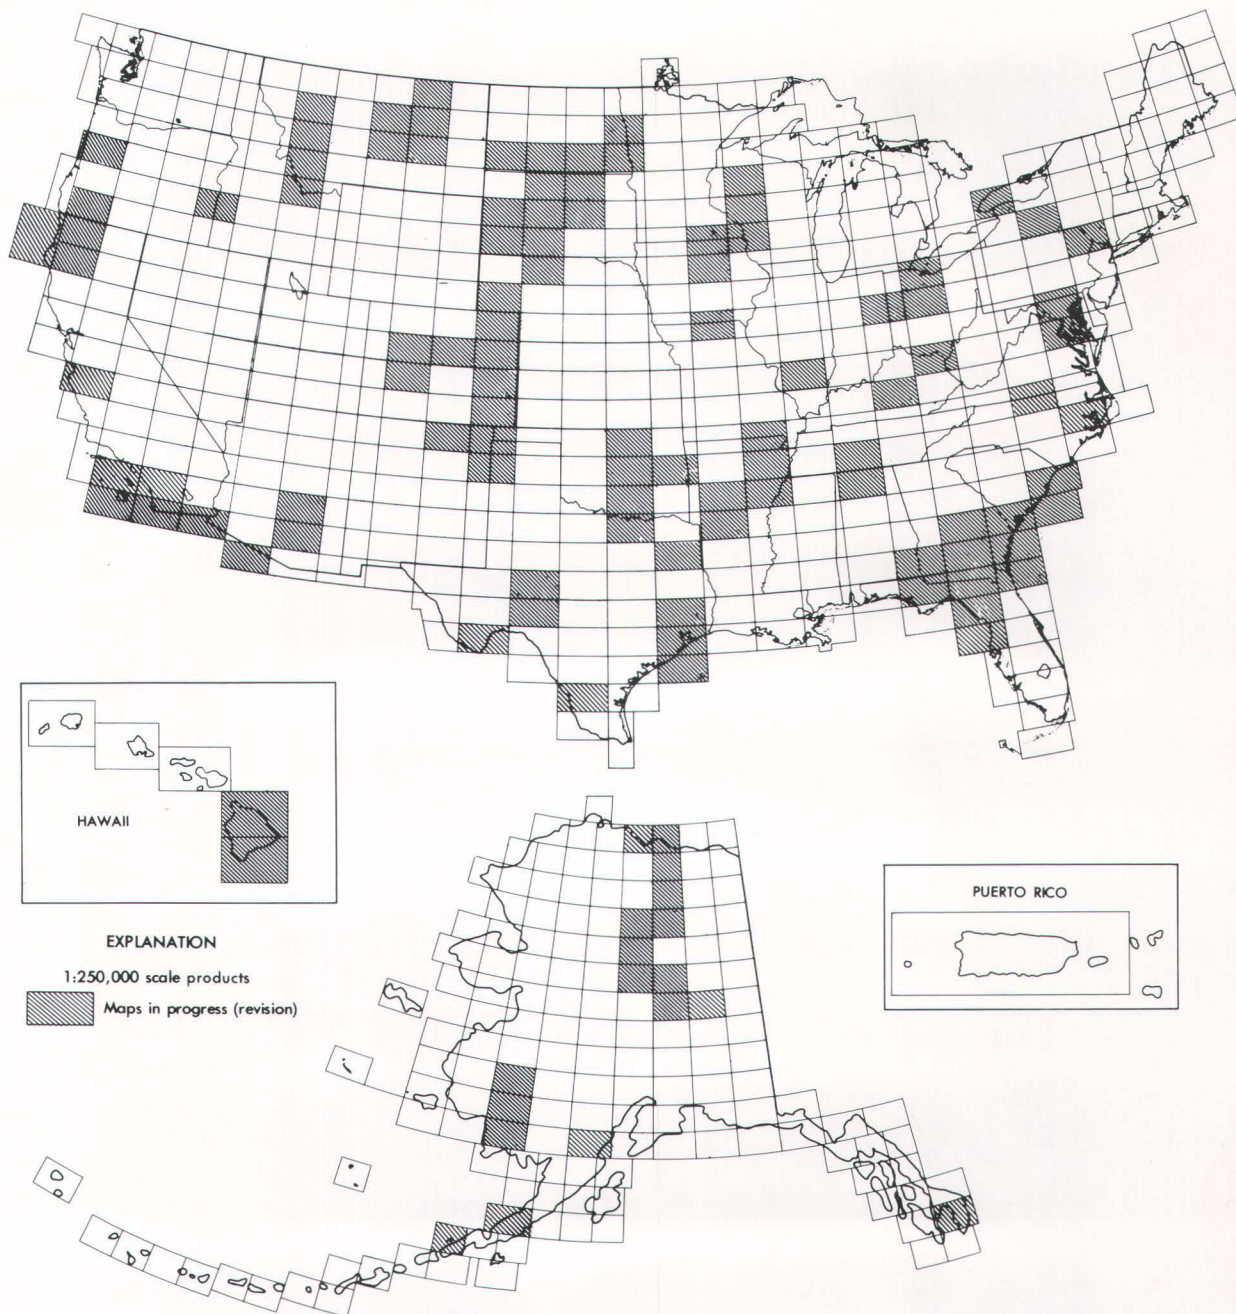 HAWAII
EXPLANATION
1:250,000 scale products
Maps in progress (revision)
PUERTO RICO